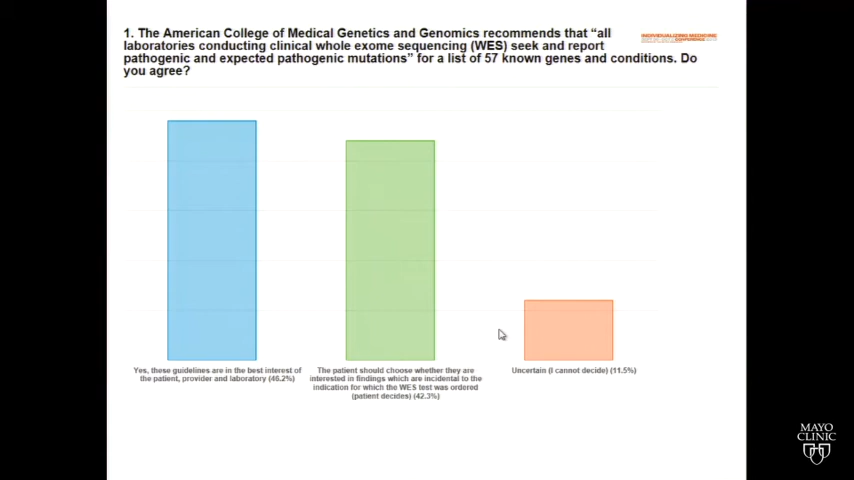 1. The American College of Medical Genetics and Genomics recommends that “all
laboratories conducting clinical whole exome sequencing (WES) seek and report
pathogenic and expected pathogenic mutations” for a list of 57 known genes and conditions. Do
you agree?
INDIVIDUALIZING MEDICINE
CONFERENCE
Yes, these guidelines are in the best interest of
the patient, provider and laboratory (46.2%)
The patient should choose whether they are
interested in findings which are incidental to the
indication for which the WES test was ordered
(patient decides) (42.3%)
Uncertain (I cannot decide) (11.5%)
MAYO
CLINIC